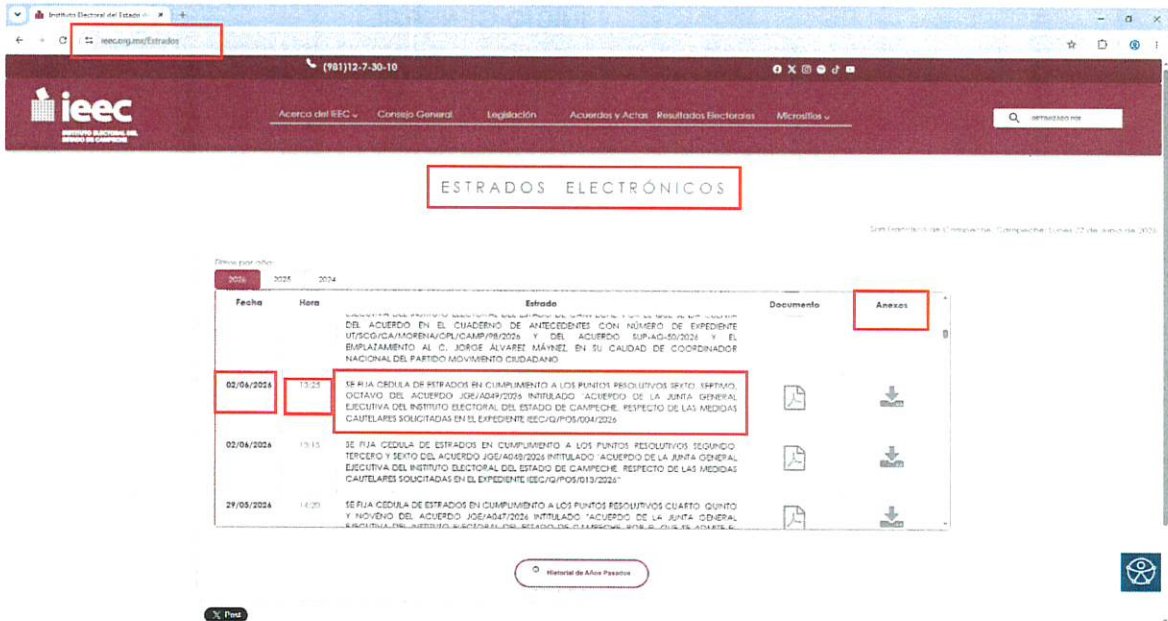 Instituto Electoral del Estado de
ieec.org.mx/Estrados
(981)12-7-30-10
ieec
INSTITUTO ELECTORAL DEL
ESTADO DE CAMPECHE
Acerca del IEEC
Consejo General
Legislación
Acuerdos y Actas
Resultados Electorales
Micrositios
ESTRADOS ELECTRÓNICOS
San Francisco de Campeche, Campeche; Lunes 22 de
2026
2025
2024
Fecha
Hora
Estrado
Documento
Anexos
DEL ACUERDO EN EL CUADERNO DE ANTECEDENTES CON NÚMERO DE EXPEDIENTE
UT/SCG/CA/MORENA/OPL/CAMP/98/2026 Y DEL ACUERDO SUP-AG-50/2026 Y EL
EMPLAZAMIENTO AL C. JORGE ÁLVAREZ MÁYNEZ, EN SU CALIDAD DE COORDINADOR
NACIONAL DEL PARTIDO MOVIMIENTO CIUDADANO
02/06/2026
13:25
SE FIJA CEDULA DE ESTRADOS EN CUMPLIMIENTO A LOS PUNTOS RESOLUTIVOS SEXTO, SEPTIMO,
OCTAVO DEL ACUERDO JGE/A049/2026 INTITULADO "ACUERDO DE LA JUNTA GENERAL
EJECUTIVA DEL INSTITUTO ELECTORAL DEL ESTADO DE CAMPECHE, RESPECTO DE LAS MEDIDAS
CAUTELARES SOLICITADAS EN EL EXPEDIENTE IEEC/Q/POS/004/2026
02/06/2026
13:15
SE FIJA CEDULA DE ESTRADOS EN CUMPLIMIENTO A LOS PUNTOS RESOLUTIVOS SEGUNDO,
TERCERO Y SEXTO DEL ACUERDO JGE/A048/2026 INTITULADO "ACUERDO DE LA JUNTA GENERAL
EJECUTIVA DEL INSTITUTO ELECTORAL DEL ESTADO DE CAMPECHE, RESPECTO DE LAS MEDIDAS
CAUTELARES SOLICITADAS EN EL EXPEDIENTE IEEC/Q/POS/013/2026"
29/05/2026
14:20
SE FIJA CEDULA DE ESTRADOS EN CUMPLIMIENTO A LOS PUNTOS RESOLUTIVOS CUARTO, QUINTO
Y NOVENO DEL ACUERDO JGE/A047/2026 INTITULADO "ACUERDO DE LA JUNTA GENERAL
Historial de Años Pasados
X Post